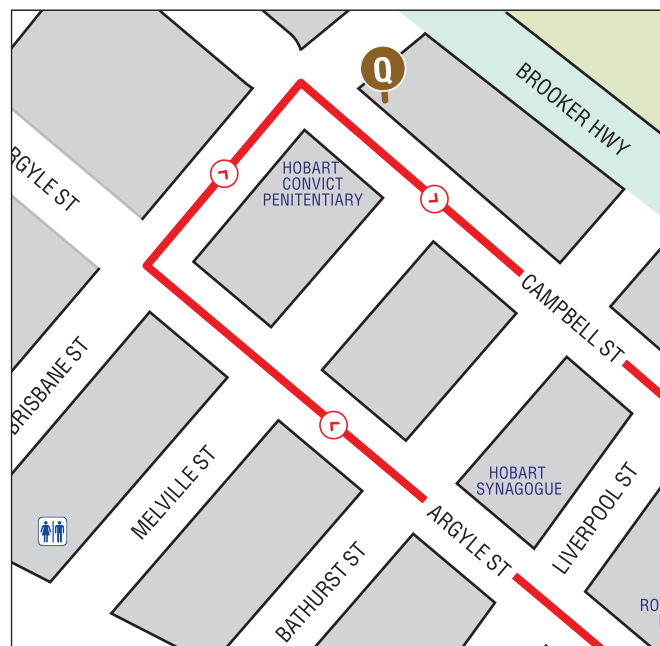 Q
BROOKER HWY
RGYLE ST
HOBART
CONVICT
PENITENTIARY
CAMPBELL ST
BRISBANE ST
MELVILLE ST
HOBART
SYNAGOGUE
LIVERPOOL ST
ARGYLE ST
BATHURST ST
RO